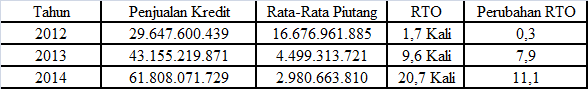 Tahun Penjualan Kredit Rata-Rata Piutang RTO Perubahan RTO
2012 29.647.600.439 16.676.961.885 1,7 Kali 0,3
2013 43.155.219.871 4.499.313.721 9,6 Kali 7,9
2014 61.808.071.729 2.980.663.810 20,7 Kali 11,1